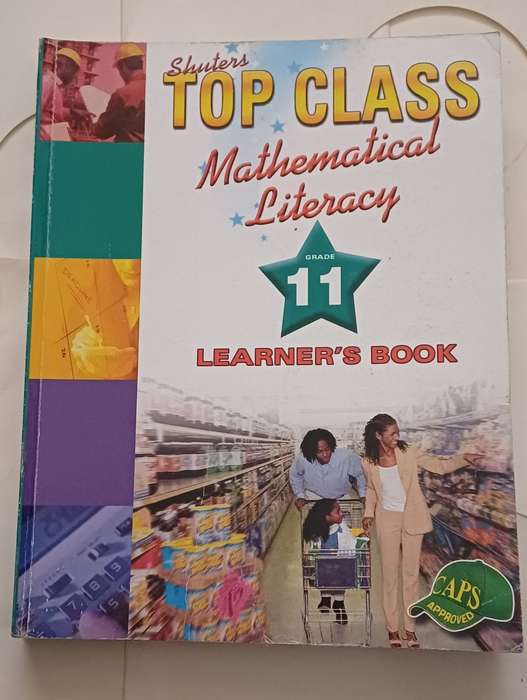 Shuters
TOP CLASS
Mathematical
Literacy
GRADE
11
LEARNER'S BOOK
CAPS
APPROVED